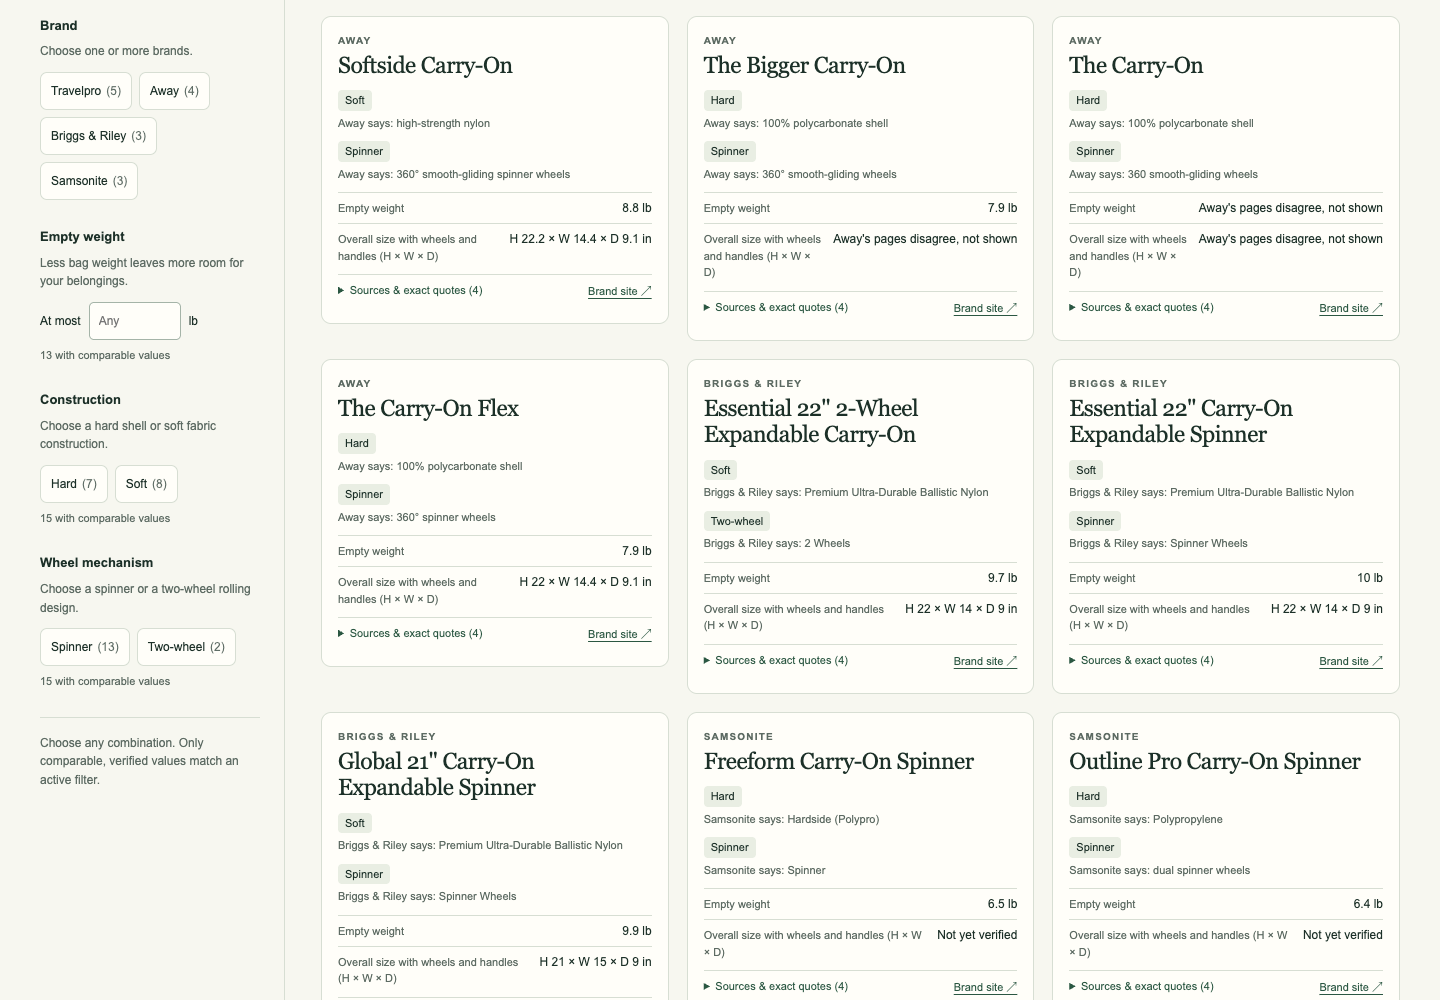 Brand
Choose one or more brands.
Travelpro (5)
Away (4)
Briggs & Riley (3)
Samsonite (3)
Empty weight
Less bag weight leaves more room for
your belongings.
At most Any lb
13 with comparable values
Construction
Choose a hard shell or soft fabric
construction.
Hard (7)
Soft (8)
15 with comparable values
Wheel mechanism
Choose a spinner or a two-wheel rolling
design.
Spinner (13)
Two-wheel (2)
15 with comparable values
Choose any combination. Only
comparable, verified values match an
active filter.
AWAY
Softside Carry-On
Soft
Away says: high-strength nylon
Spinner
Away says: 360° smooth-gliding spinner wheels
Empty weight 8.8 lb
Overall size with wheels and H 22.2 × W 14.4 × D 9.1 in
handles (H × W × D)
▶ Sources & exact quotes (4) Brand site ↗
AWAY
The Bigger Carry-On
Hard
Away says: 100% polycarbonate shell
Spinner
Away says: 360° smooth-gliding wheels
Empty weight 7.9 lb
Overall size with wheels Away's pages disagree, not shown
and handles (H × W ×
D)
▶ Sources & exact quotes (4) Brand site ↗
AWAY
The Carry-On
Hard
Away says: 100% polycarbonate shell
Spinner
Away says: 360 smooth-gliding wheels
Empty weight Away's pages disagree, not shown
Overall size with wheels Away's pages disagree, not shown
and handles (H × W ×
D)
▶ Sources & exact quotes (4) Brand site ↗
AWAY
The Carry-On Flex
Hard
Away says: 100% polycarbonate shell
Spinner
Away says: 360° spinner wheels
Empty weight 7.9 lb
Overall size with wheels and H 22 × W 14.4 × D 9.1 in
handles (H × W × D)
▶ Sources & exact quotes (4) Brand site ↗
BRIGGS & RILEY
Essential 22" 2-Wheel
Expandable Carry-On
Soft
Briggs & Riley says: Premium Ultra-Durable Ballistic Nylon
Two-wheel
Briggs & Riley says: 2 Wheels
Empty weight 9.7 lb
Overall size with wheels and handles H 22 × W 14 × D 9 in
(H × W × D)
▶ Sources & exact quotes (4) Brand site ↗
BRIGGS & RILEY
Essential 22" Carry-On
Expandable Spinner
Soft
Briggs & Riley says: Premium Ultra-Durable Ballistic Nylon
Spinner
Briggs & Riley says: Spinner Wheels
Empty weight 10 lb
Overall size with wheels and handles H 22 × W 14 × D 9 in
(H × W × D)
▶ Sources & exact quotes (4) Brand site ↗
BRIGGS & RILEY
Global 21" Carry-On
Expandable Spinner
Soft
Briggs & Riley says: Premium Ultra-Durable Ballistic Nylon
Spinner
Briggs & Riley says: Spinner Wheels
Empty weight 9.9 lb
Overall size with wheels and handles H 21 × W 15 × D 9 in
(H × W × D)
SAMSONITE
Freeform Carry-On Spinner
Hard
Samsonite says: Hardside (Polypro)
Spinner
Samsonite says: Spinner
Empty weight 6.5 lb
Overall size with wheels and handles (H × W Not yet verified
× D)
▶ Sources & exact quotes (4) Brand site ↗
SAMSONITE
Outline Pro Carry-On Spinner
Hard
Samsonite says: Polypropylene
Spinner
Samsonite says: dual spinner wheels
Empty weight 6.4 lb
Overall size with wheels and handles (H × W Not yet verified
× D)
▶ Sources & exact quotes (4) Brand site ↗